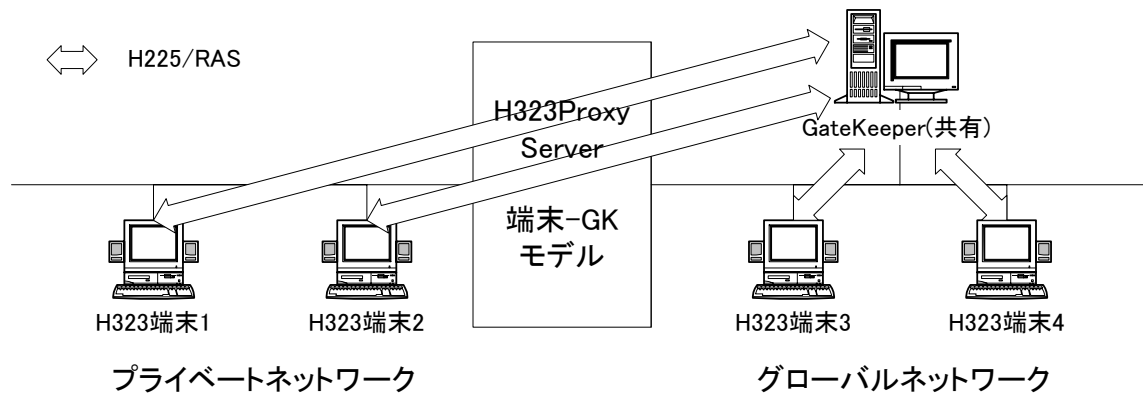 H225/RAS
H323Proxy
Server
端末-GK
モデル
GateKeeper(共有)
H323端末1
H323端末2
H323端末3
H323端末4
プライベートネットワーク
グローバルネットワーク